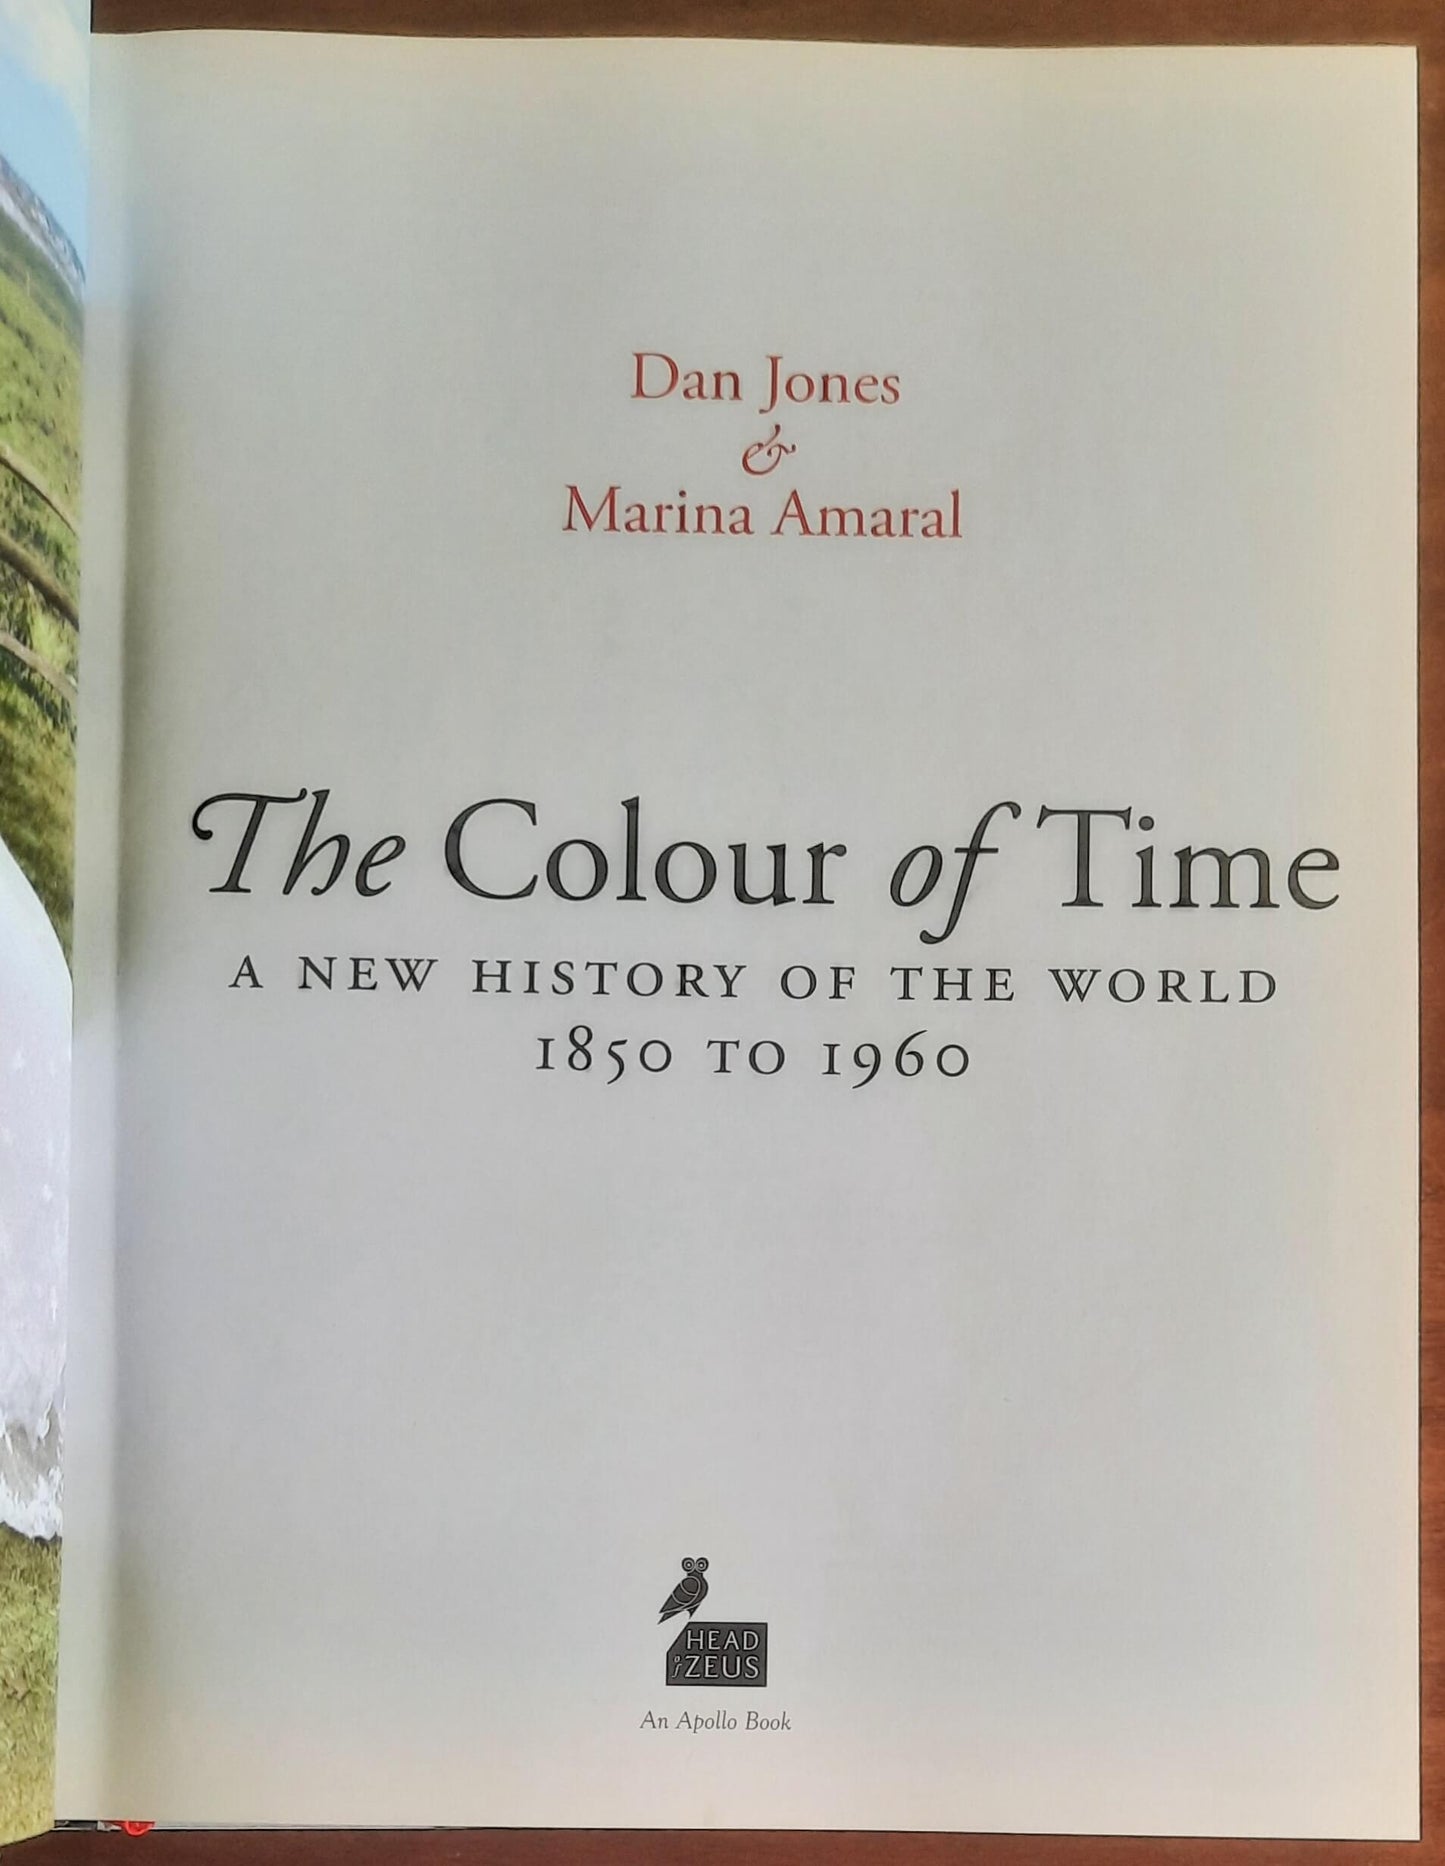 Dan Jones
&
Marina Amaral
The Colour of Time
A NEW HISTORY OF THE WORLD
1850 TO 1960
HEAD
of ZEUS
An Apollo Book